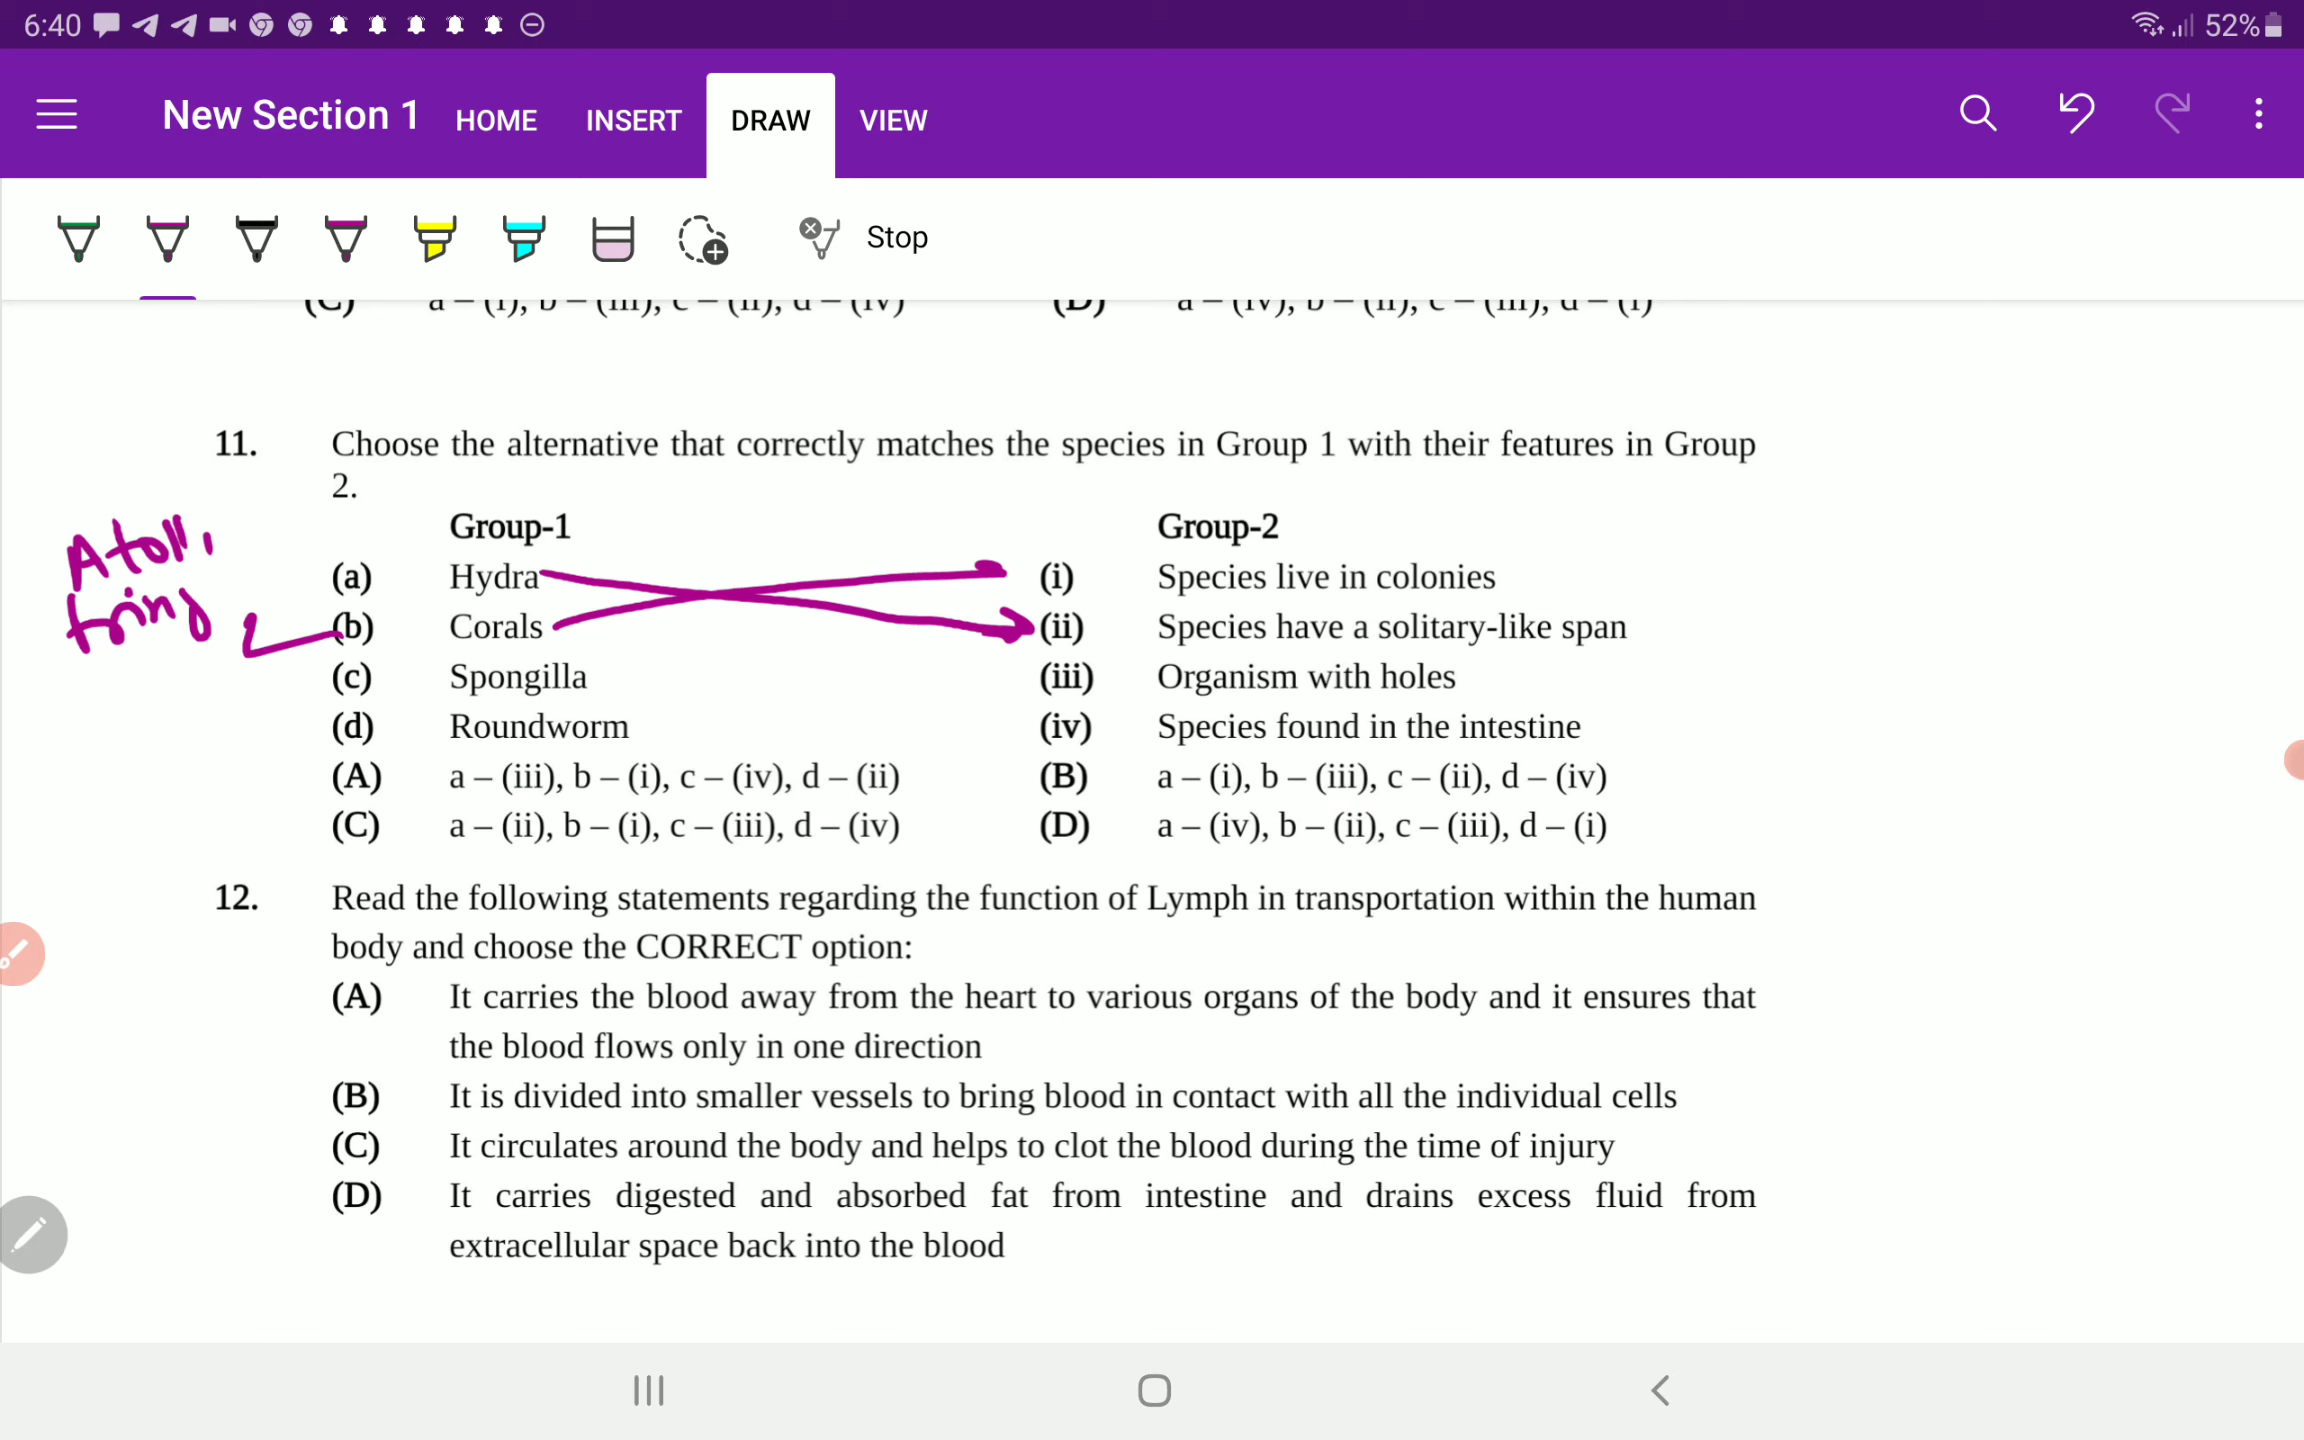 6:40 52%
New Section 1 HOME INSERT DRAW VIEW
Stop
(C) a – (i), b – (iii), c – (ii), d – (iv) (D) a – (iv), b – (ii), c – (iii), d – (i)
11. Choose the alternative that correctly matches the species in Group 1 with their features in Group
2.
Group-1 Group-2
Atoll,
(a) Hydra (i) Species live in colonies
(b) Corals (ii) Species have a solitary-like span
(c) Spongilla (iii) Organism with holes
(d) Roundworm (iv) Species found in the intestine
(A) a – (iii), b – (i), c – (iv), d – (ii) (B) a – (i), b – (iii), c – (ii), d – (iv)
(C) a – (ii), b – (i), c – (iii), d – (iv) (D) a – (iv), b – (ii), c – (iii), d – (i)
12. Read the following statements regarding the function of Lymph in transportation within the human
body and choose the CORRECT option:
(A) It carries the blood away from the heart to various organs of the body and it ensures that
the blood flows only in one direction
(B) It is divided into smaller vessels to bring blood in contact with all the individual cells
(C) It circulates around the body and helps to clot the blood during the time of injury
(D) It carries digested and absorbed fat from intestine and drains excess fluid from
extracellular space back into the blood